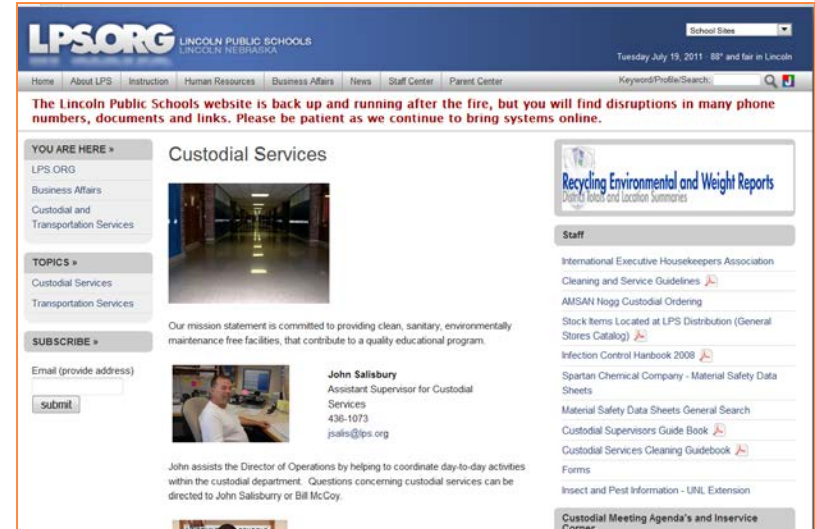 LPS.ORG LINCOLN PUBLIC SCHOOLS
LINCOLN NEBRASKA
School Sites
Tuesday July 19, 2011 · 88° and fair in Lincoln
Home About LPS Instruction Human Resources Business Affairs News Staff Center Parent Center Keyword/Profile/Search:
The Lincoln Public Schools website is back up and running after the fire, but you will find disruptions in many phone
numbers, documents and links. Please be patient as we continue to bring systems online.
YOU ARE HERE »
LPS.ORG
Business Affairs
Custodial and
Transportation Services
TOPICS »
Custodial Services
Transportation Services
SUBSCRIBE »
Email (provide address)
submit
Custodial Services
Our mission statement is committed to providing clean, sanitary, environmentally
maintenance free facilities, that contribute to a quality educational program.
John Salisbury
Assistant Supervisor for Custodial
Services
436-1073
jsalis@lps.org
John assists the Director of Operations by helping to coordinate day-to-day activities
within the custodial department. Questions concerning custodial services can be
directed to John Salisburry or Bill McCoy.
Recycling Environmental and Weight Reports
District Totals and Location Summaries
Staff
International Executive Housekeepers Association
Cleaning and Service Guidelines
AMSAN Nogg Custodial Ordering
Stock Items Located at LPS Distribution (General
Stores Catalog)
Infection Control Hanbook 2008
Spartan Chemical Company - Material Safety Data
Sheets
Material Safety Data Sheets General Search
Custodial Supervisors Guide Book
Custodial Services Cleaning Guidebook
Forms
Insect and Pest Information - UNL Extension
Custodial Meeting Agenda's and Inservice
Corner